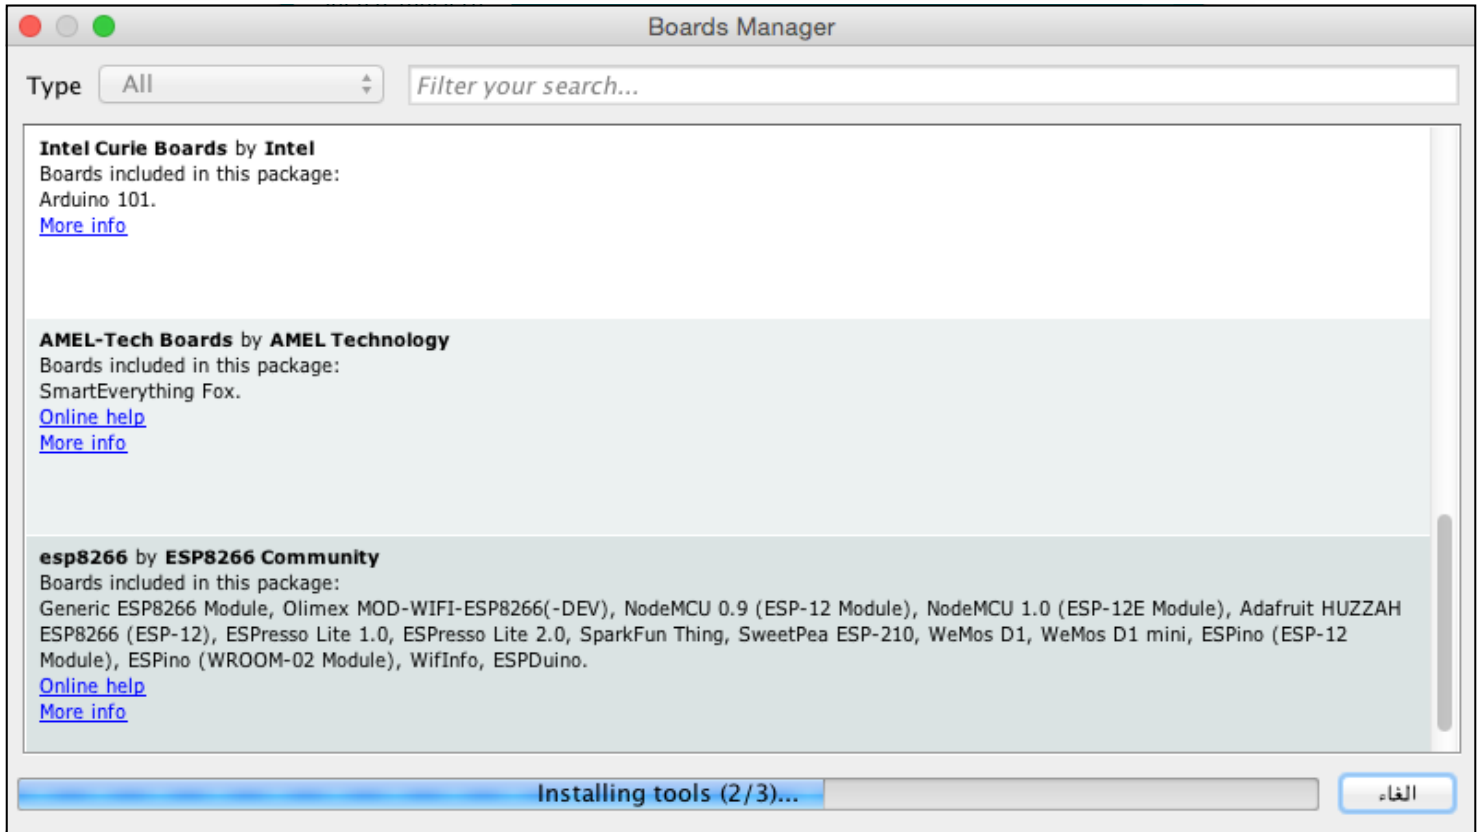 Boards Manager
Type All Filter your search...
Intel Curie Boards by Intel
Boards included in this package:
Arduino 101.
More info
AMEL-Tech Boards by AMEL Technology
Boards included in this package:
SmartEverything Fox.
Online help
More info
esp8266 by ESP8266 Community
Boards included in this package:
Generic ESP8266 Module, Olimex MOD-WIFI-ESP8266(-DEV), NodeMCU 0.9 (ESP-12 Module), NodeMCU 1.0 (ESP-12E Module), Adafruit HUZZAH
ESP8266 (ESP-12), ESPresso Lite 1.0, ESPresso Lite 2.0, SparkFun Thing, SweetPea ESP-210, WeMos D1, WeMos D1 mini, ESPino (ESP-12
Module), ESPino (WROOM-02 Module), WifInfo, ESPDuino.
Online help
More info
Installing tools (2/3)... الغاء